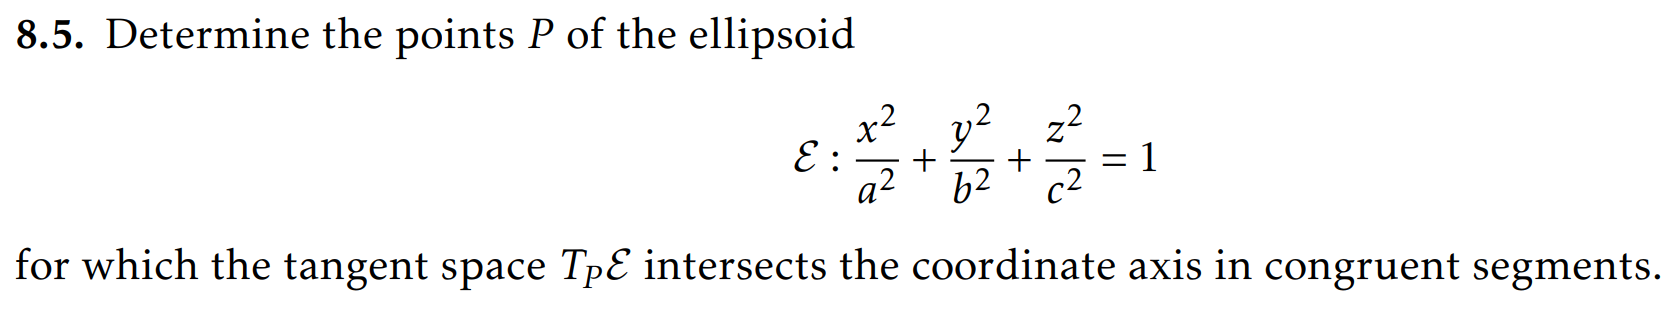 8.5. Determine the points P of the ellipsoid
ℰ : x²/a² + y²/b² + z²/c² = 1
for which the tangent space T_Pℰ intersects the coordinate axis in congruent segments.